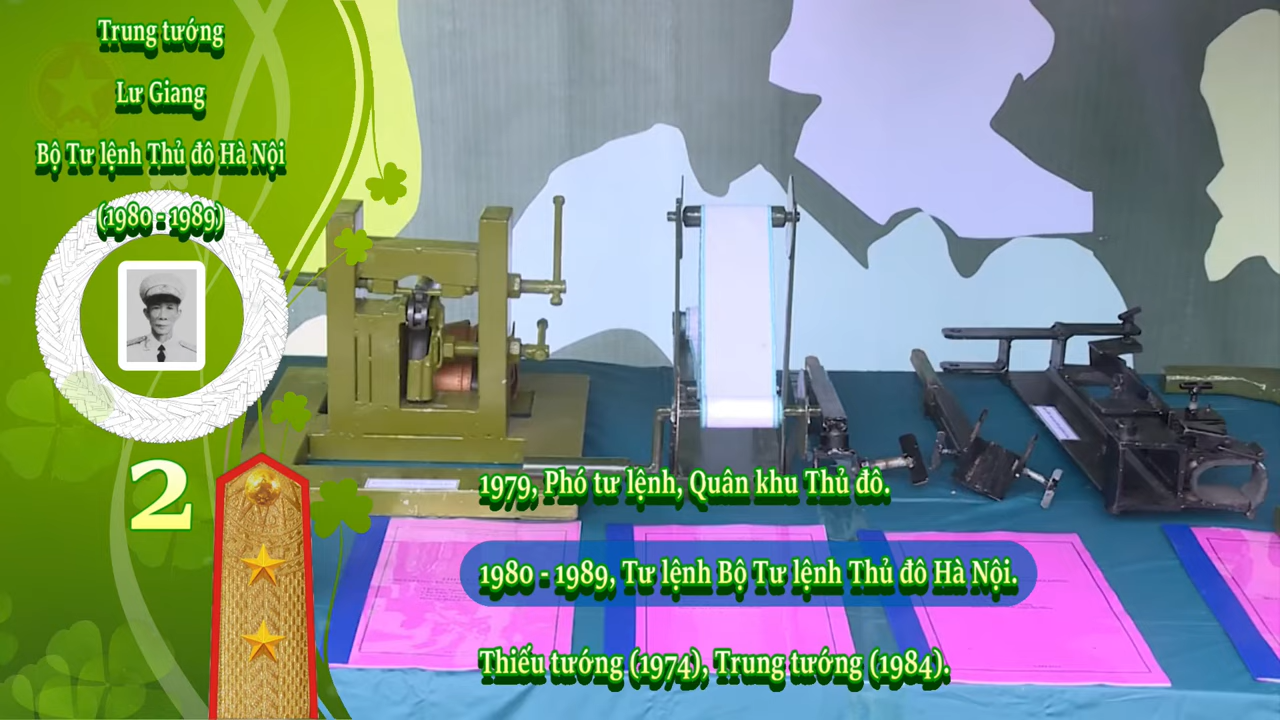 Trung tướng
Lư Giang
Bộ Tư lệnh Thủ đô Hà Nội
(1980 - 1989)
2
1979, Phó tư lệnh, Quân khu Thủ đô.
1980 - 1989, Tư lệnh Bộ Tư lệnh Thủ đô Hà Nội.
Thiếu tướng (1974), Trung tướng (1984).